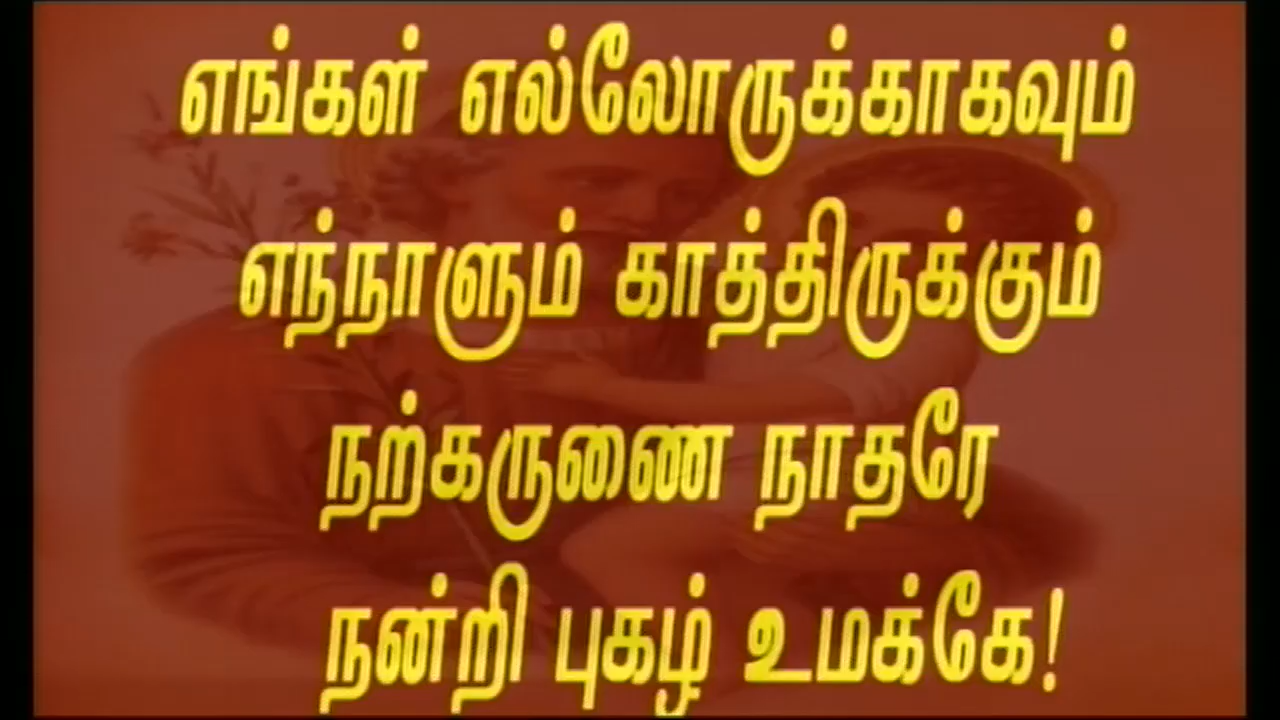 எங்கள் எல்லோருக்காகவும்
எந்நாளும் காத்திருக்கும்
நற்கருணை நாதரே
நன்றி புகழ் உமக்கே!